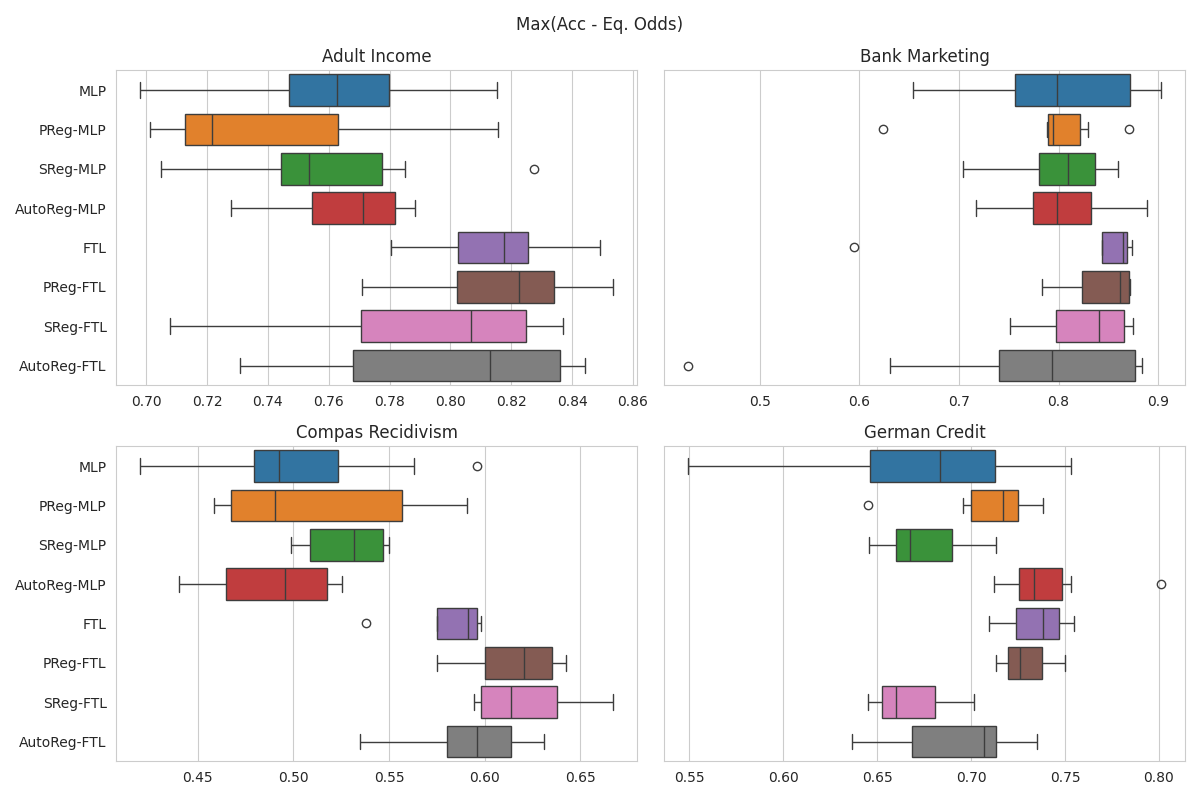 Max(Acc - Eq. Odds)
Adult Income
Bank Marketing
MLP
PReg-MLP
SReg-MLP
AutoReg-MLP
FTL
PReg-FTL
SReg-FTL
AutoReg-FTL
0.70 0.72 0.74 0.76 0.78 0.80 0.82 0.84 0.86
0.5 0.6 0.7 0.8 0.9
Compas Recidivism
German Credit
MLP
PReg-MLP
SReg-MLP
AutoReg-MLP
FTL
PReg-FTL
SReg-FTL
AutoReg-FTL
0.45 0.50 0.55 0.60 0.65
0.55 0.60 0.65 0.70 0.75 0.80